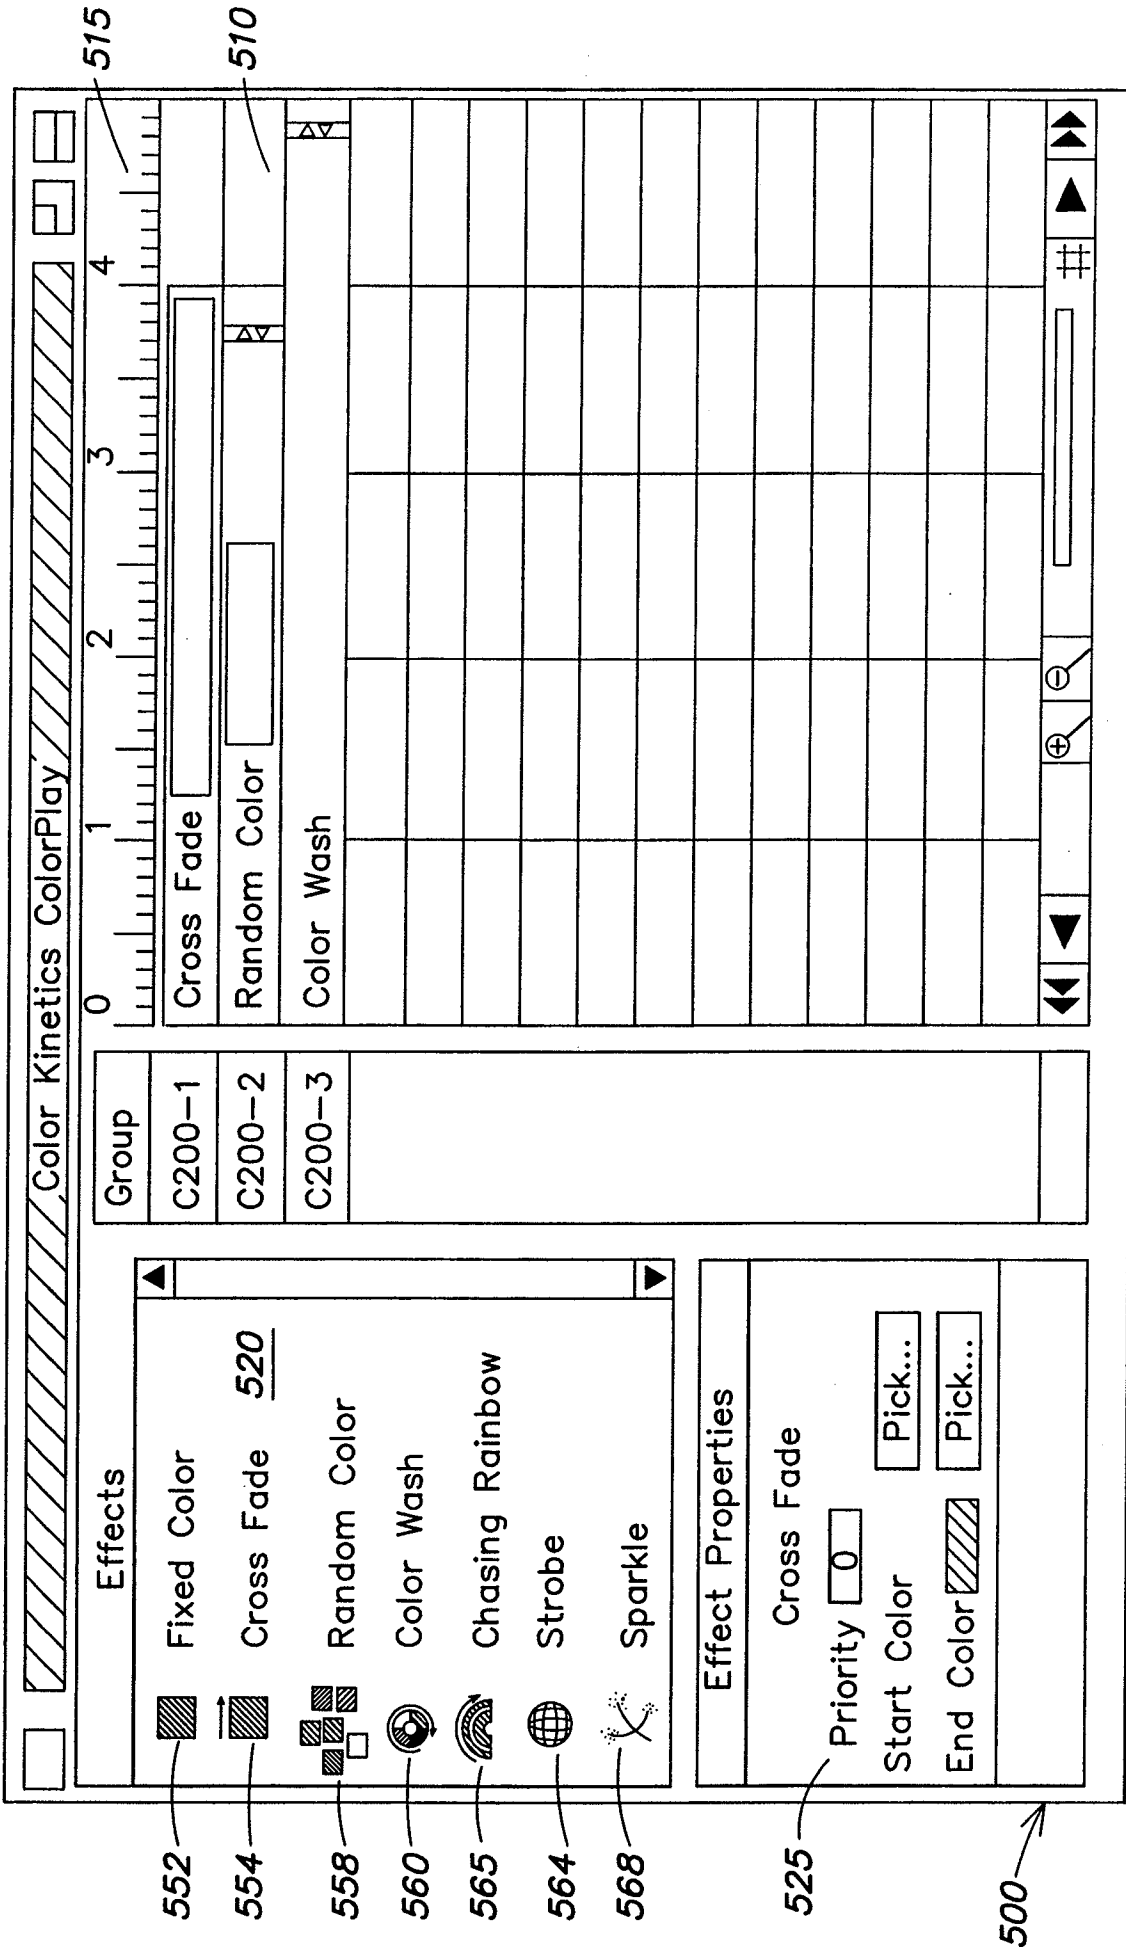 Color Kinetics ColorPlay
515
510
Effects
552 Fixed Color
554 Cross Fade 520
558 Random Color
560 Color Wash
565 Chasing Rainbow
564 Strobe
568 Sparkle
Effect Properties
Cross Fade
525 Priority 0
Start Color Pick...
End Color Pick...
500
Group
C200-1
C200-2
C200-3
0 1 2 3 4
Cross Fade
Random Color
Color Wash